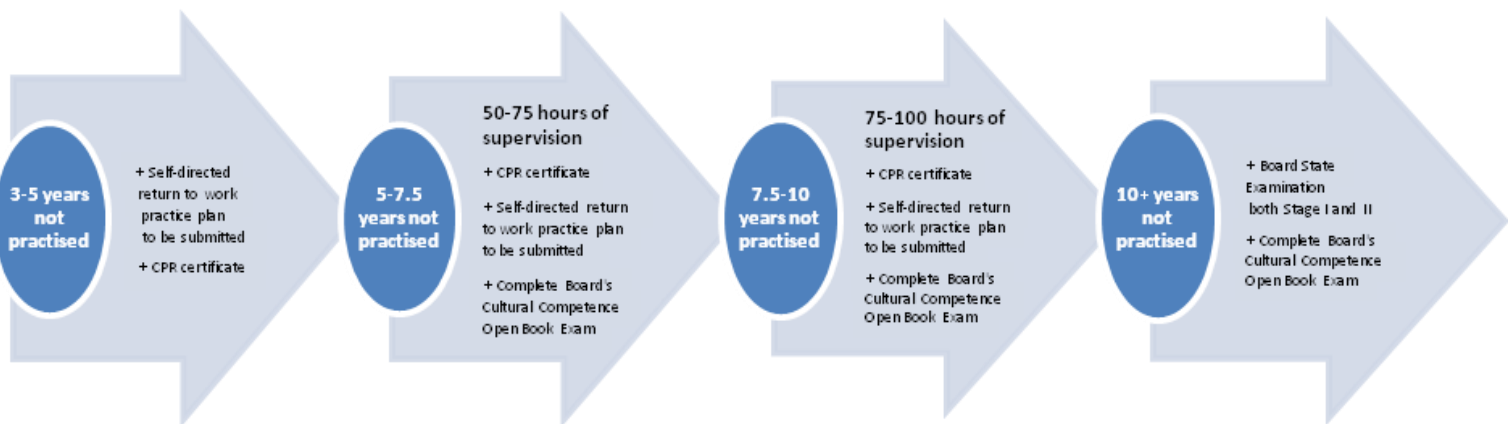 3-5 years
not
practised
+ Self-directed
return to work
practice plan
to be submitted
+ CPR certificate
5-7.5
years not
practised
50-75 hours of
supervision
+ CPR certificate
+ Self-directed return
to work practice plan
to be submitted
+ Complete Board's
Cultural Competence
Open Book Exam
7.5-10
years not
practised
75-100 hours of
supervision
+ CPR certificate
+ Self-directed return
to work practice plan
to be submitted
+ Complete Board's
Cultural Competence
Open Book Exam
10+ years
not
practised
+ Board State
Examination
both Stage I and II
+ Complete Board's
Cultural Competence
Open Book Exam